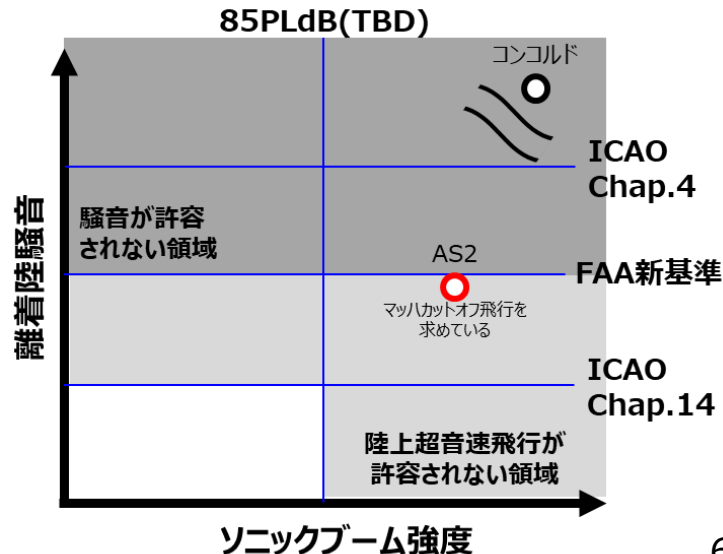 85PLdB(TBD)
コンコルド
ICAO
Chap.4
騒音が許容
されない領域
AS2
FAA新基準
マッハカットオフ飛行を
求めている
離着陸騒音
ICAO
Chap.14
陸上超音速飛行が
許容されない領域
ソニックブーム強度
6